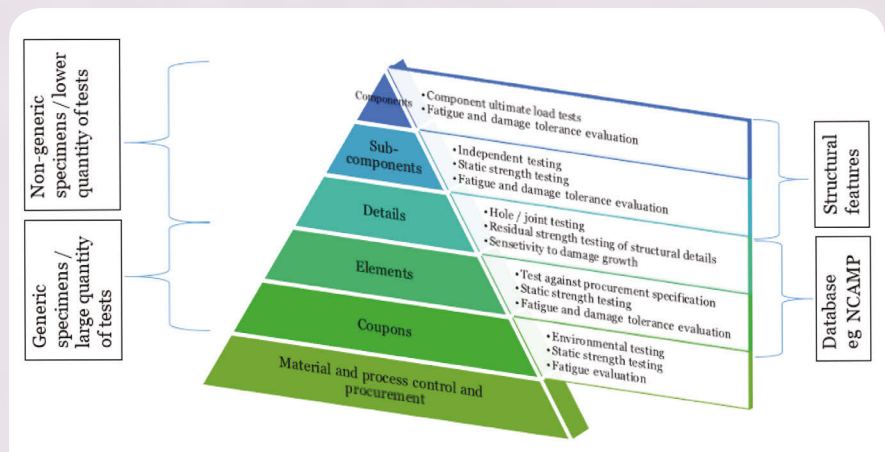 Non-generic
specimens / lower
quantity of tests
Generic
specimens /
large quantity
of tests
Components
Sub-
components
Details
Elements
Coupons
Material and process control and
procurement
•Component ultimate load tests
•Fatigue and damage tolerance evaluation
•Independent testing
•Static strength testing
•Fatigue and damage tolerance evaluation
•Hole / joint testing
•Residual strength testing of structural details
•Sensetivity to damage growth
•Test against procurement specification
•Static strength testing
•Fatigue and damage tolerance evaluation
•Environmental testing
•Static strength testing
•Fatigue evaluation
Structural
features
Database
eg NCAMP